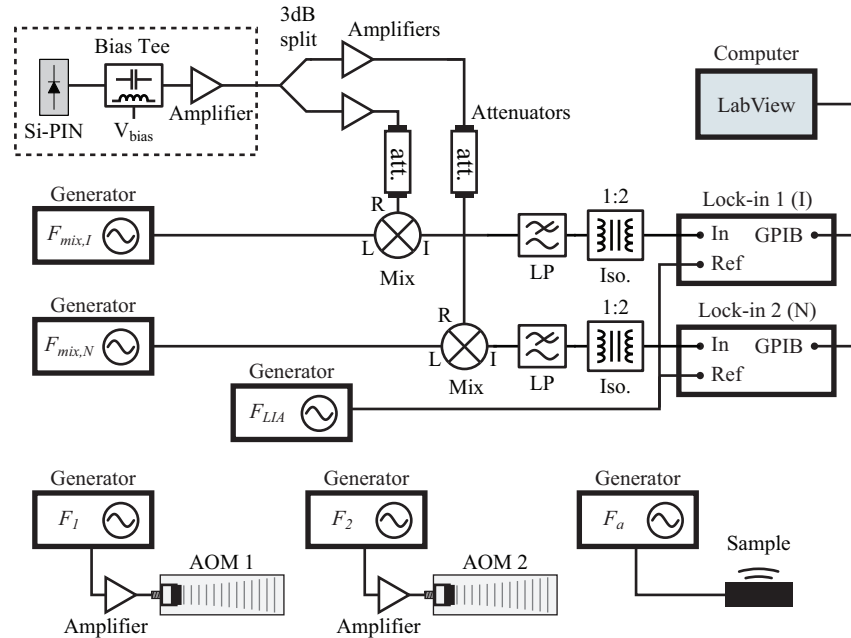 3dB
split
Amplifiers
Bias Tee
Computer
LabView
Si-PIN
Amplifier
V_bias
Attenuators
att.
att.
Generator
F_mix,I
R
L
I
Mix
LP
1:2
Iso.
Lock-in 1 (I)
In
GPIB
Ref
Generator
F_mix,N
R
L
I
Mix
LP
1:2
Iso.
Lock-in 2 (N)
In
GPIB
Ref
Generator
F_LIA
Generator
F_1
AOM 1
Amplifier
Generator
F_2
AOM 2
Amplifier
Generator
F_a
Sample